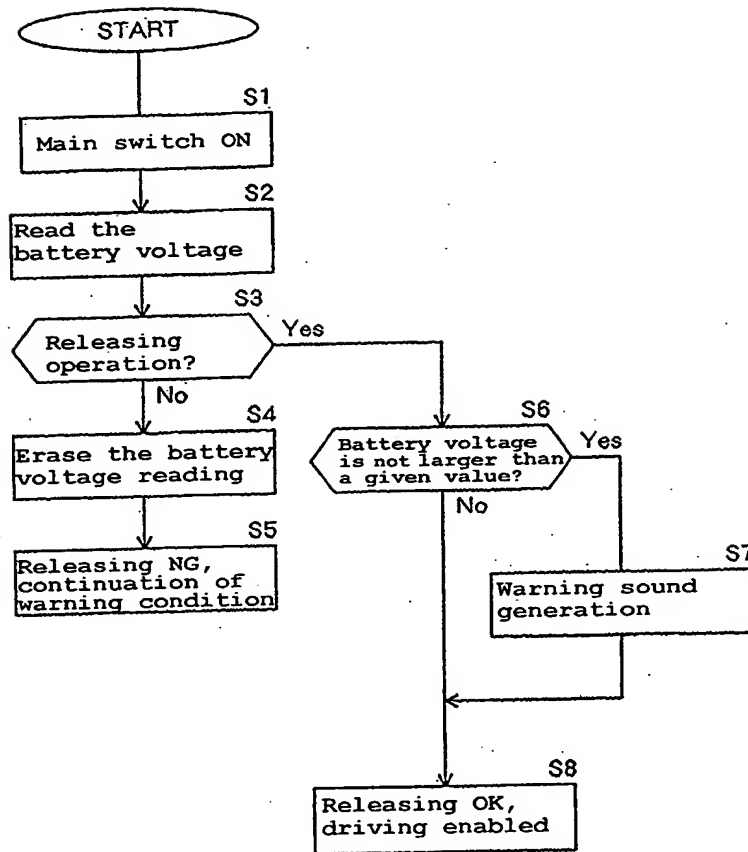 START
S1
Main switch ON
S2
Read the
battery voltage
S3
Releasing
operation?
Yes
No
S4
Erase the battery
voltage reading
S5
Releasing NG,
continuation of
warning condition
S6
Battery voltage
is not larger than
a given value?
Yes
No
S7
Warning sound
generation
S8
Releasing OK,
driving enabled